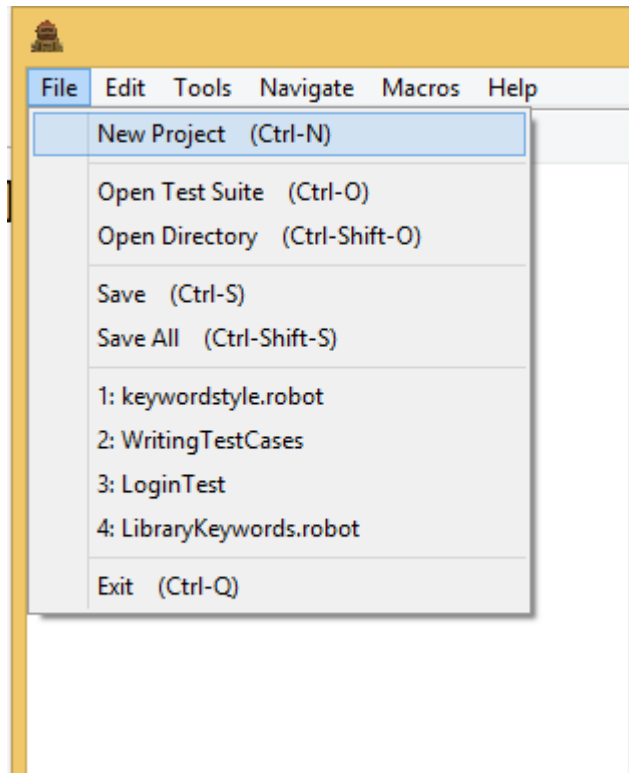 File Edit Tools Navigate Macros Help
New Project (Ctrl-N)
Open Test Suite (Ctrl-O)
Open Directory (Ctrl-Shift-O)
Save (Ctrl-S)
Save All (Ctrl-Shift-S)
1: keywordstyle.robot
2: WritingTestCases
3: LoginTest
4: LibraryKeywords.robot
Exit (Ctrl-Q)